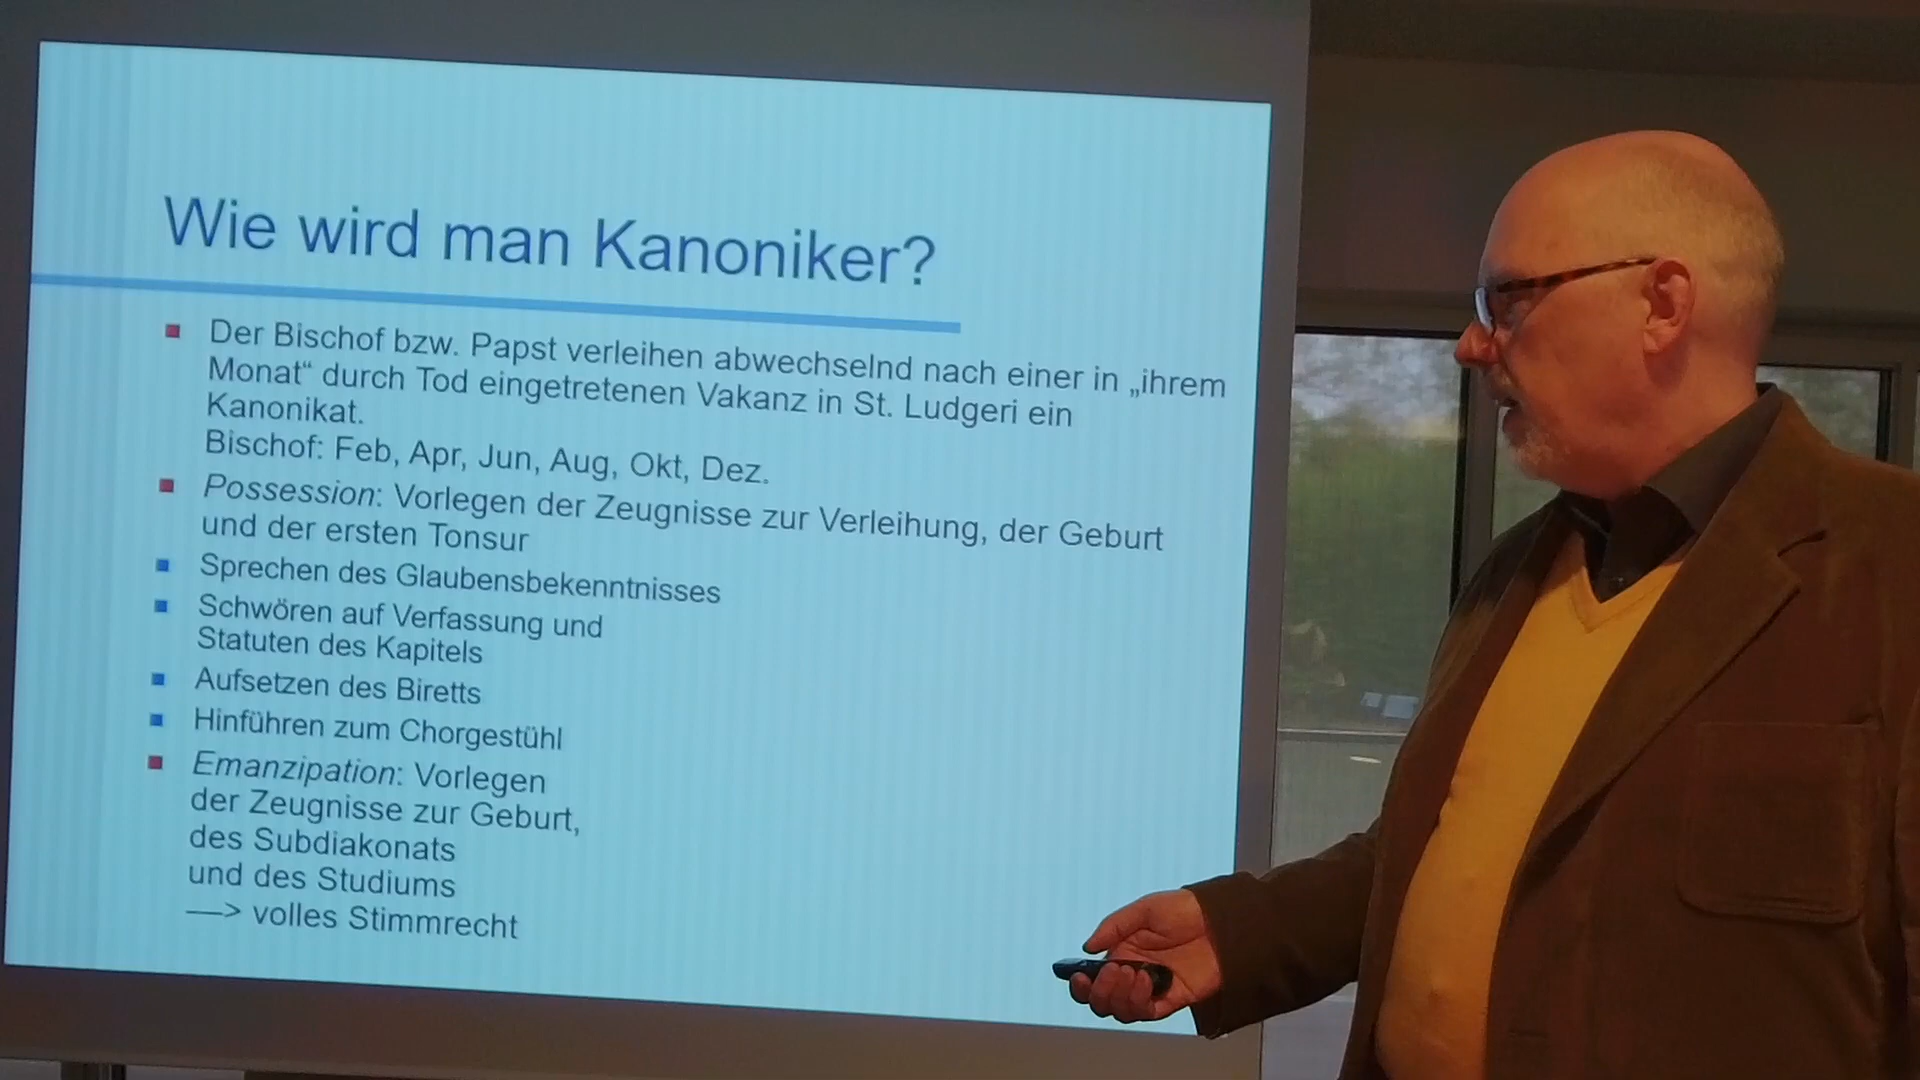 Wie wird man Kanoniker?
Der Bischof bzw. Papst verleihen abwechselnd nach einer in „ihrem
Monat“ durch Tod eingetretenen Vakanz in St. Ludgeri ein
Kanonikat.
Bischof: Feb, Apr, Jun, Aug, Okt, Dez.
Possession: Vorlegen der Zeugnisse zur Verleihung, der Geburt
und der ersten Tonsur
Sprechen des Glaubensbekenntnisses
Schwören auf Verfassung und
Statuten des Kapitels
Aufsetzen des Biretts
Hinführen zum Chorgestühl
Emanzipation: Vorlegen
der Zeugnisse zur Geburt,
des Subdiakonats
und des Studiums
—> volles Stimmrecht